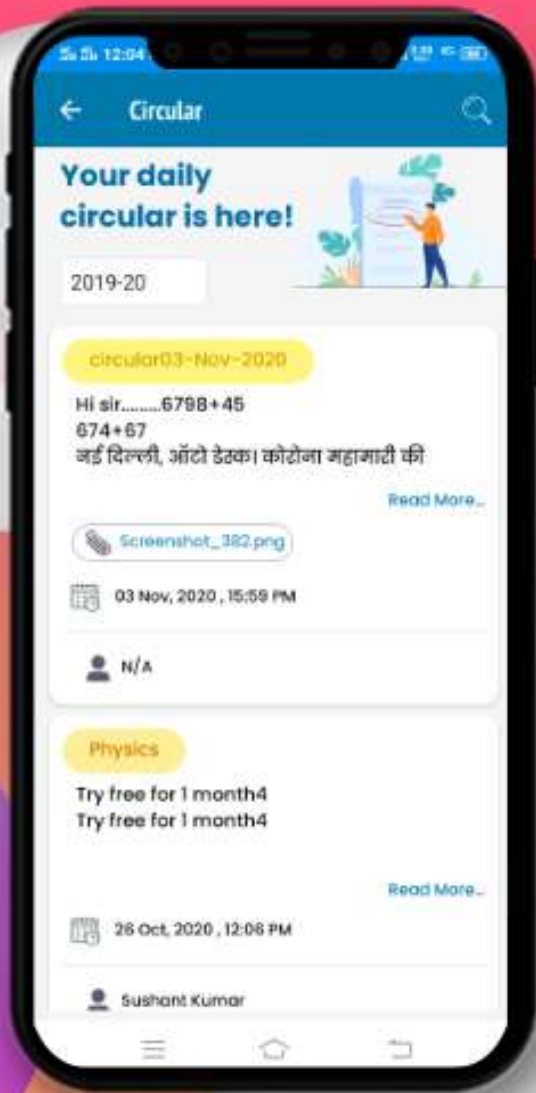 12:04
Circular
Your daily
circular is here!
2019-20
circular03-Nov-2020
Hi sir.........6798+45
674+67
नई दिल्ली, ऑटो डेस्क। कोरोना महामारी की
Read More...
Screenshot_382.png
03 Nov, 2020 , 15:59 PM
N/A
Physics
Try free for 1 month4
Try free for 1 month4
Read More...
26 Oct, 2020 , 12:06 PM
Sushant Kumar